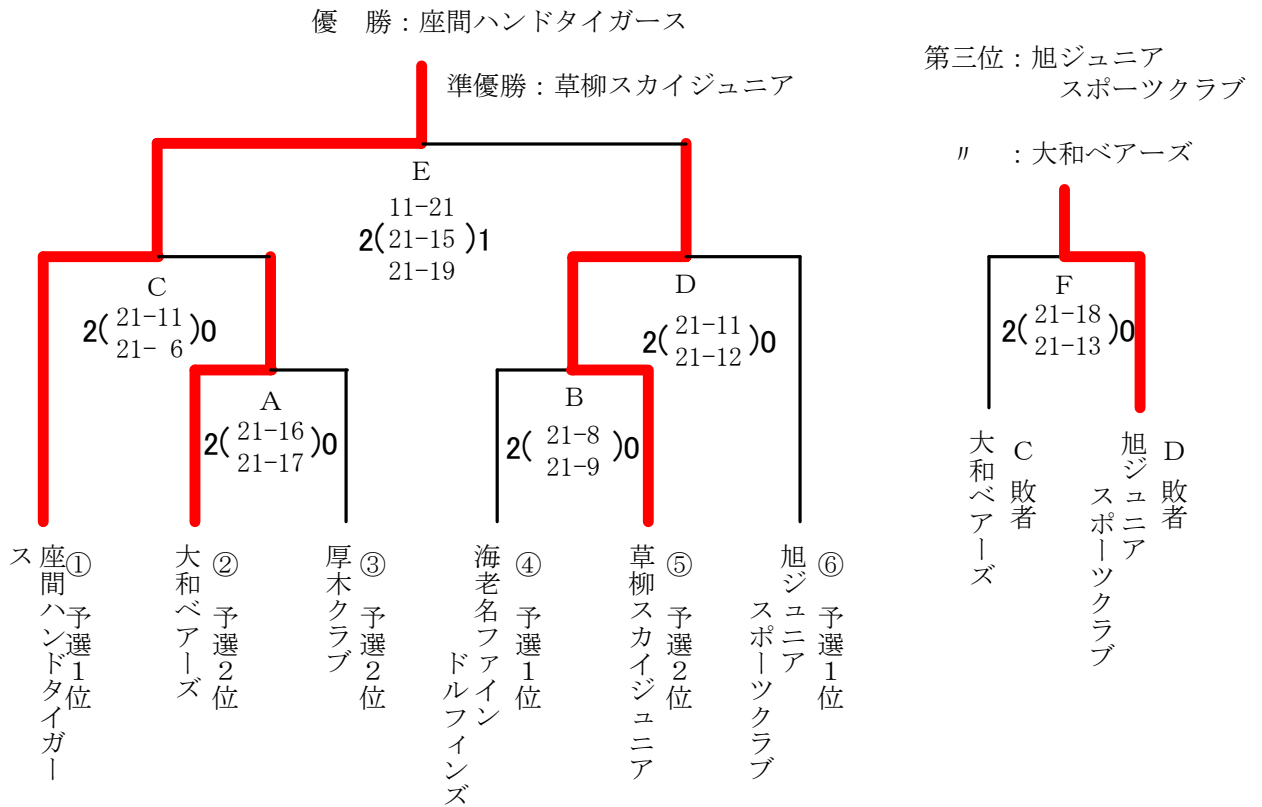 優　勝：座間ハンドタイガース
準優勝：草柳スカイジュニア
第三位：旭ジュニア
スポーツクラブ
〃　：大和ベアーズ
E
11-21
2(21-15)1
21-19
C
2(21-11
21- 6)0
D
2(21-11
21-12)0
A
2(21-16
21-17)0
B
2(21-8
21-9)0
F
2(21-18
21-13)0
① 予選1位
座間ハンドタイガー
ス
② 予選2位
大和ベアーズ
③ 予選2位
厚木クラブ
④ 予選1位
海老名ファイン
ドルフィンズ
⑤ 予選2位
草柳スカイジュニア
⑥ 予選1位
旭ジュニア
スポーツクラブ
C 敗者
大和ベアーズ
D 敗者
旭ジュニア
スポーツクラブ